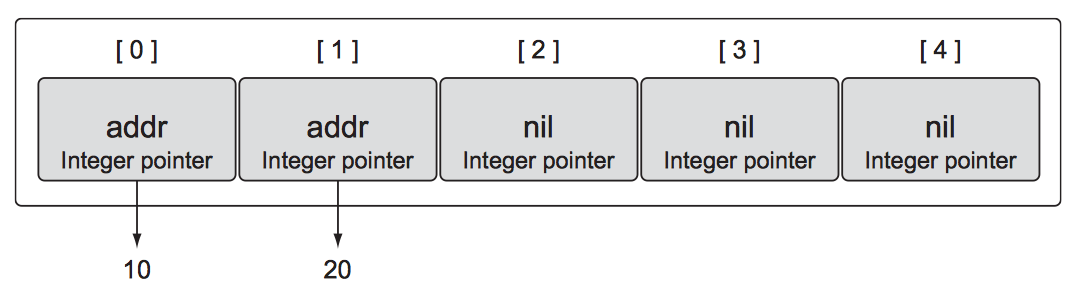 [ 0 ] [ 1 ] [ 2 ] [ 3 ] [ 4 ]
addr addr nil nil nil
Integer pointer Integer pointer Integer pointer Integer pointer Integer pointer
10 20